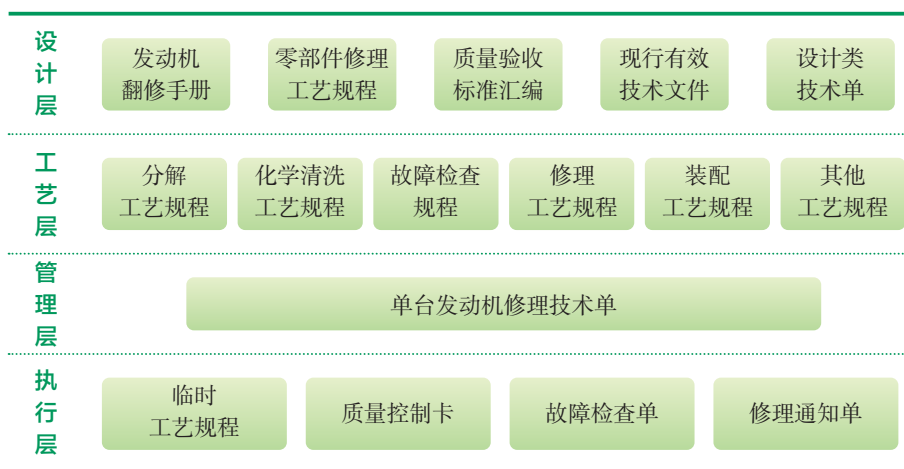 设计层
发动机
翻修手册
零部件修理
工艺规程
质量验收
标准汇编
现行有效
技术文件
设计类
技术单
工艺层
分解
工艺规程
化学清洗
工艺规程
故障检查
规程
修理
工艺规程
装配
工艺规程
其他
工艺规程
管理层
单台发动机修理技术单
执行层
临时
工艺规程
质量控制卡
故障检查单
修理通知单